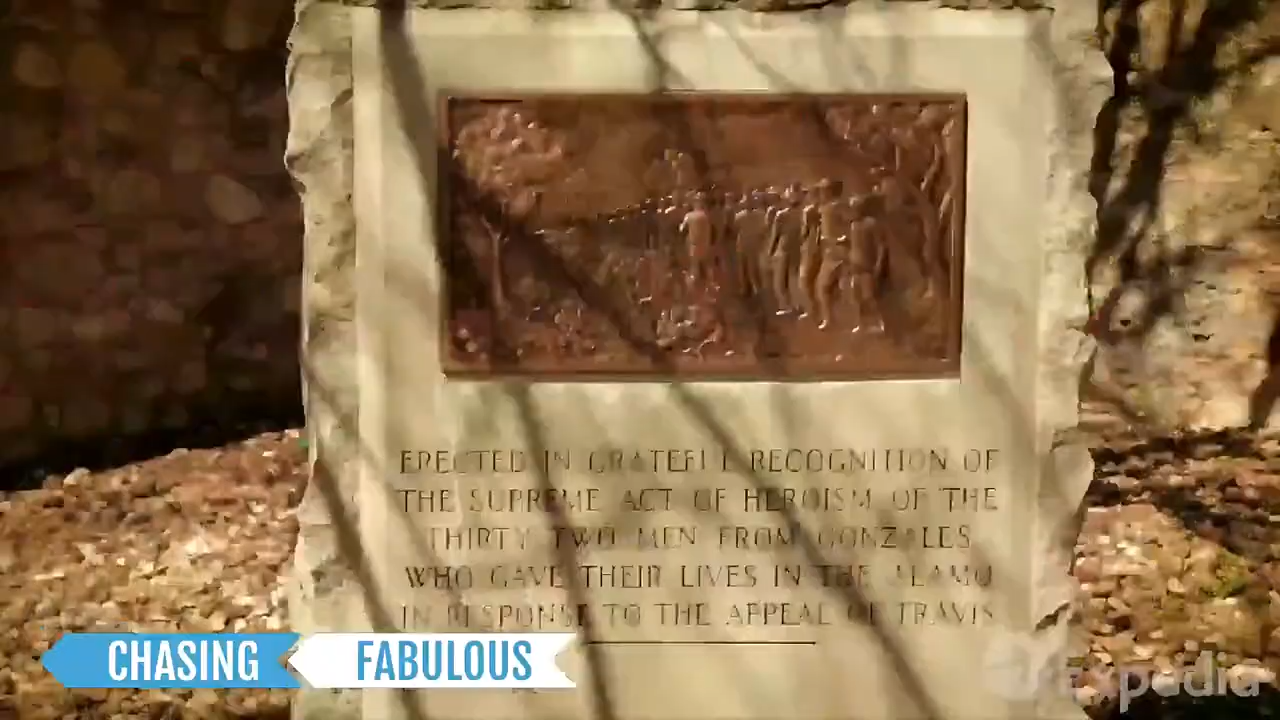 ERECTED IN GRATEFUL RECOGNITION OF
THE SUPREME ACT OF HEROISM OF THE
THIRTY TWO MEN FROM GONZALES
WHO GAVE THEIR LIVES IN THE ALAMO
IN RESPONSE TO THE APPEAL OF TRAVIS
CHASING FABULOUS
Expedia